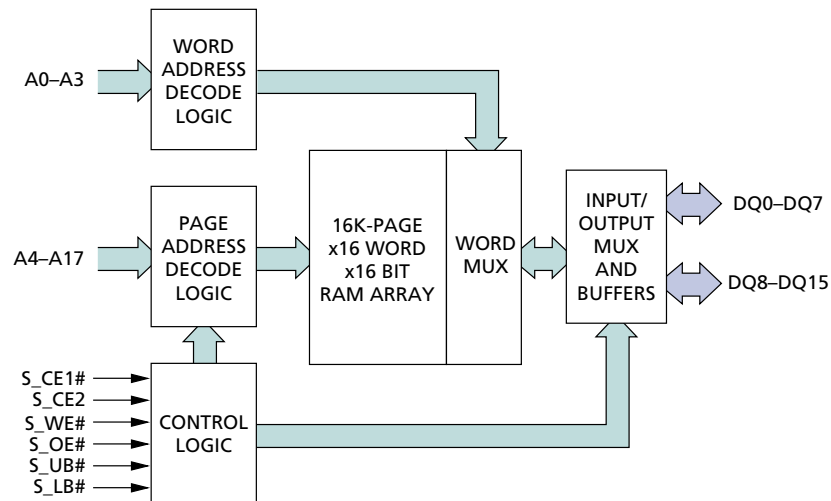 WORD
ADDRESS
DECODE
LOGIC
A0–A3
PAGE
ADDRESS
DECODE
LOGIC
A4–A17
16K-PAGE
x16 WORD
x16 BIT
RAM ARRAY
WORD
MUX
INPUT/
OUTPUT
MUX
AND
BUFFERS
DQ0–DQ7
DQ8–DQ15
S_CE1#
S_CE2
S_WE#
S_OE#
S_UB#
S_LB#
CONTROL
LOGIC